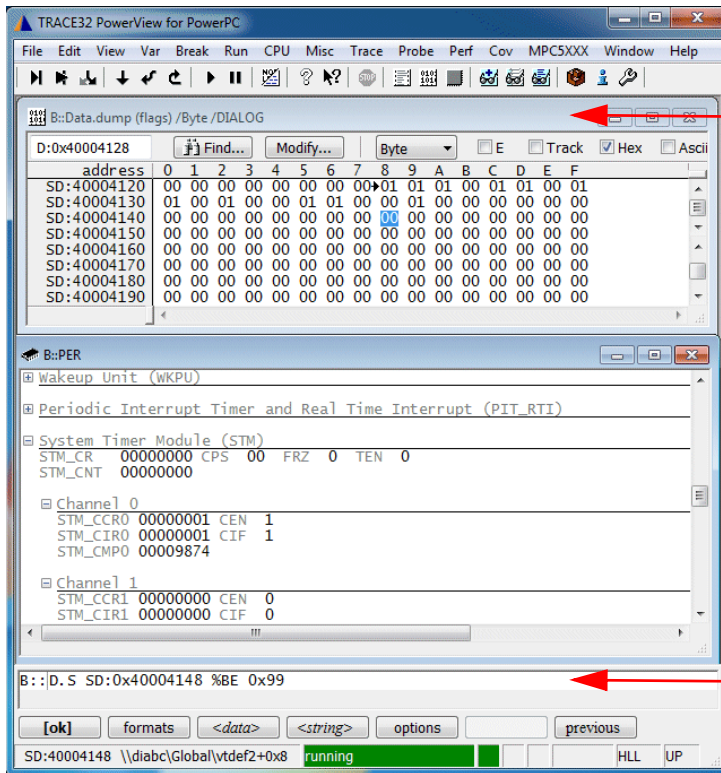 TRACE32 PowerView for PowerPC
File Edit View Var Break Run CPU Misc Trace Probe Perf Cov MPC5XXX Window Help
B::Data.dump (flags) /Byte /DIALOG
D:0x40004128 Find... Modify... Byte E Track Hex Ascii
address 0 1 2 3 4 5 6 7 8 9 A B C D E F
SD:40004120 00 00 00 00 00 00 00 00 01 01 01 00 01 01 00 01
SD:40004130 01 00 01 00 00 01 01 00 00 01 00 00 00 00 00 00
SD:40004140 00 00 00 00 00 00 00 00 00 00 00 00 00 00 00 00
SD:40004150 00 00 00 00 00 00 00 00 00 00 00 00 00 00 00 00
SD:40004160 00 00 00 00 00 00 00 00 00 00 00 00 00 00 00 00
SD:40004170 00 00 00 00 00 00 00 00 00 00 00 00 00 00 00 00
SD:40004180 00 00 00 00 00 00 00 00 00 00 00 00 00 00 00 00
SD:40004190 00 00 00 00 00 00 00 00 00 00 00 00 00 00 00 00
B::PER
Wakeup Unit (WKPU)
Periodic Interrupt Timer and Real Time Interrupt (PIT_RTI)
System Timer Module (STM)
STM_CR 00000000 CPS 00 FRZ 0 TEN 0
STM_CNT 00000000
Channel 0
STM_CCR0 00000001 CEN 1
STM_CIR0 00000001 CIF 1
STM_CMP0 00009874
Channel 1
STM_CCR1 00000000 CEN 0
STM_CIR1 00000000 CIF 0
B::D.S SD:0x40004148 %BE 0x99
[ok] formats <data> <string> options previous
SD:40004148 \\diabc\Global\vtdef2+0x8 running HLL UP